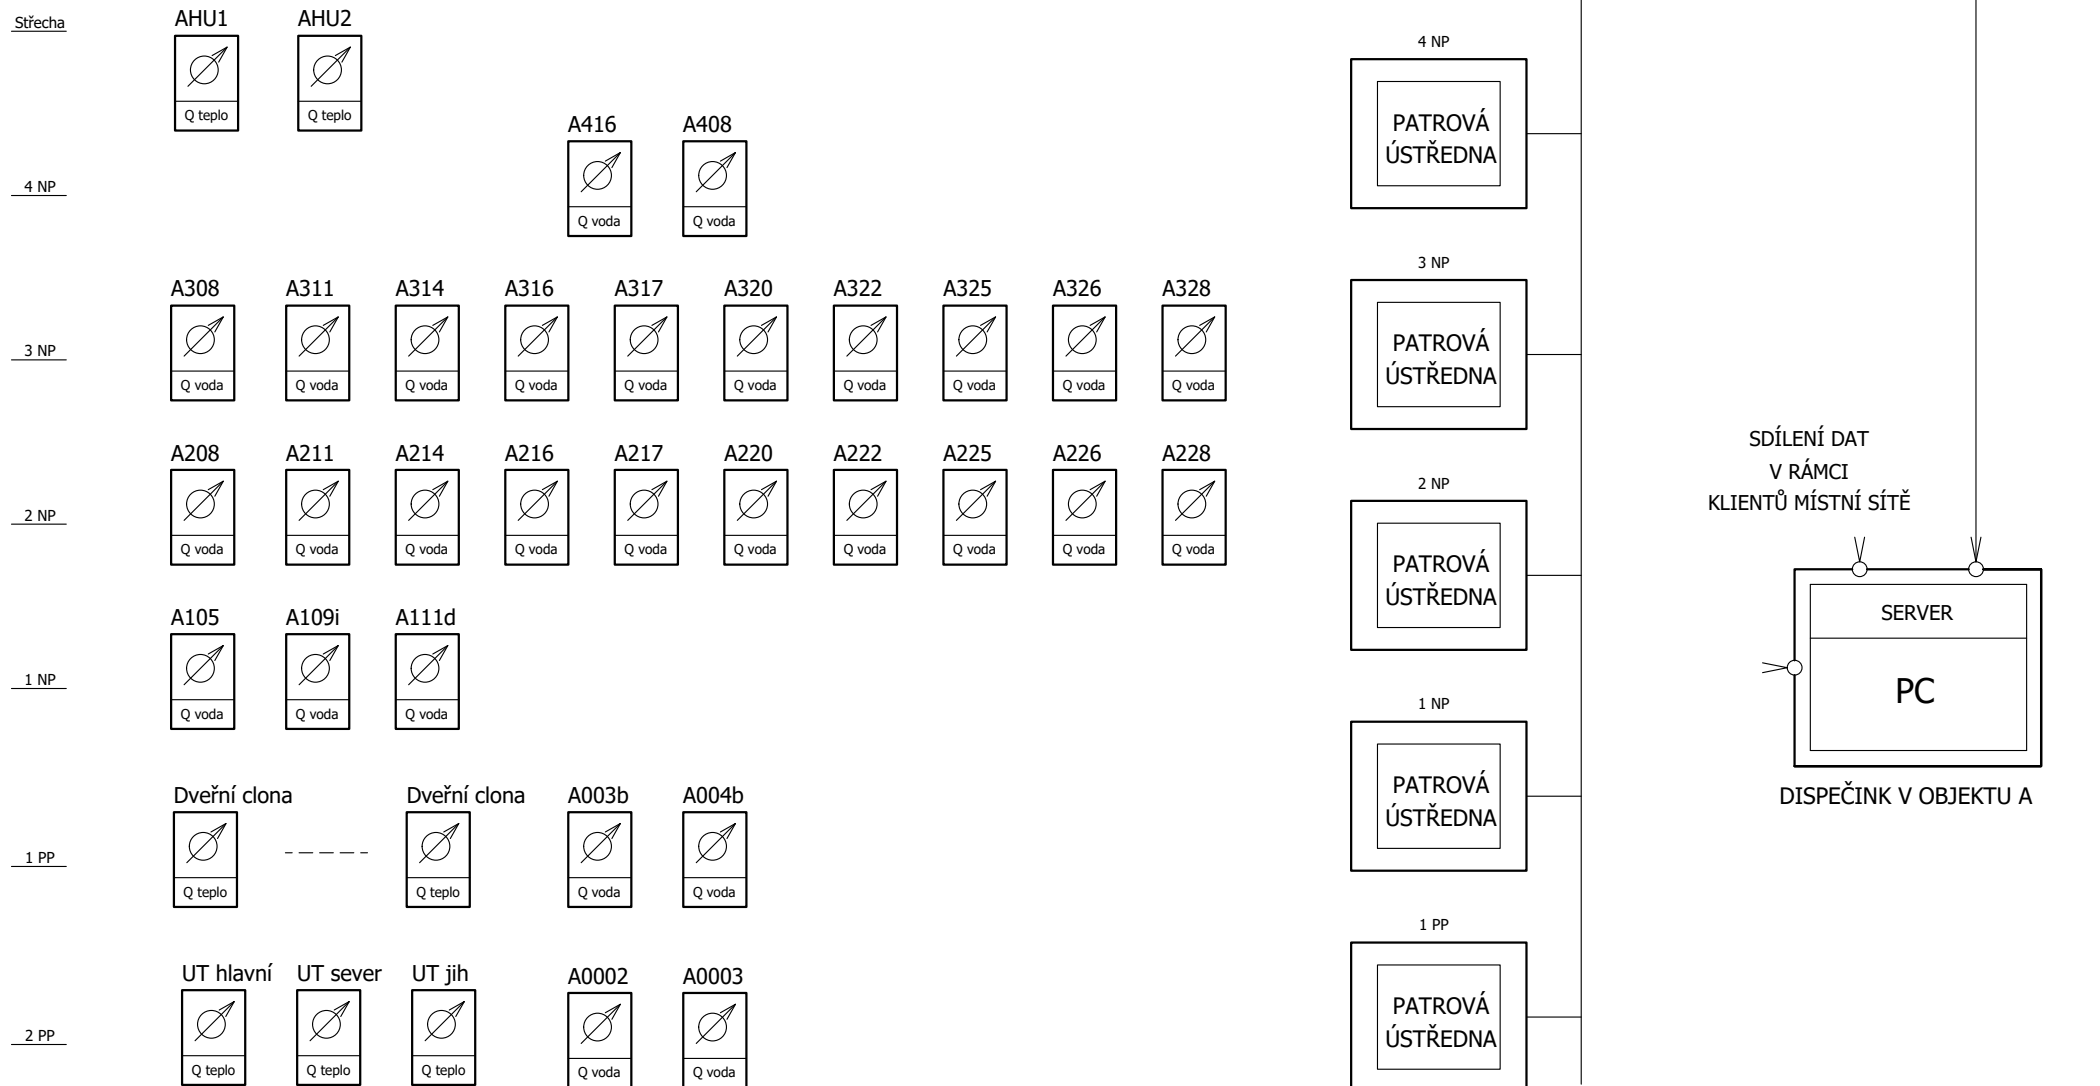 Střecha
AHU1 AHU2
Q teplo Q teplo
A416 A408
4 NP
Q voda Q voda
A308 A311 A314 A316 A317 A320 A322 A325 A326 A328
3 NP
Q voda Q voda Q voda Q voda Q voda Q voda Q voda Q voda Q voda Q voda
A208 A211 A214 A216 A217 A220 A222 A225 A226 A228
2 NP
Q voda Q voda Q voda Q voda Q voda Q voda Q voda Q voda Q voda Q voda
A105 A109i A111d
1 NP
Q voda Q voda Q voda
Dveřní clona Dveřní clona A003b A004b
1 PP
Q teplo Q teplo Q voda Q voda
UT hlavní UT sever UT jih A0002 A0003
2 PP
Q teplo Q teplo Q teplo Q voda Q voda
4 NP
PATROVÁ
ÚSTŘEDNA
3 NP
PATROVÁ
ÚSTŘEDNA
2 NP
PATROVÁ
ÚSTŘEDNA
1 NP
PATROVÁ
ÚSTŘEDNA
1 PP
PATROVÁ
ÚSTŘEDNA
SDÍLENÍ DAT
V RÁMCI
KLIENTŮ MÍSTNÍ SÍTĚ
SERVER
PC
DISPEČINK V OBJEKTU A